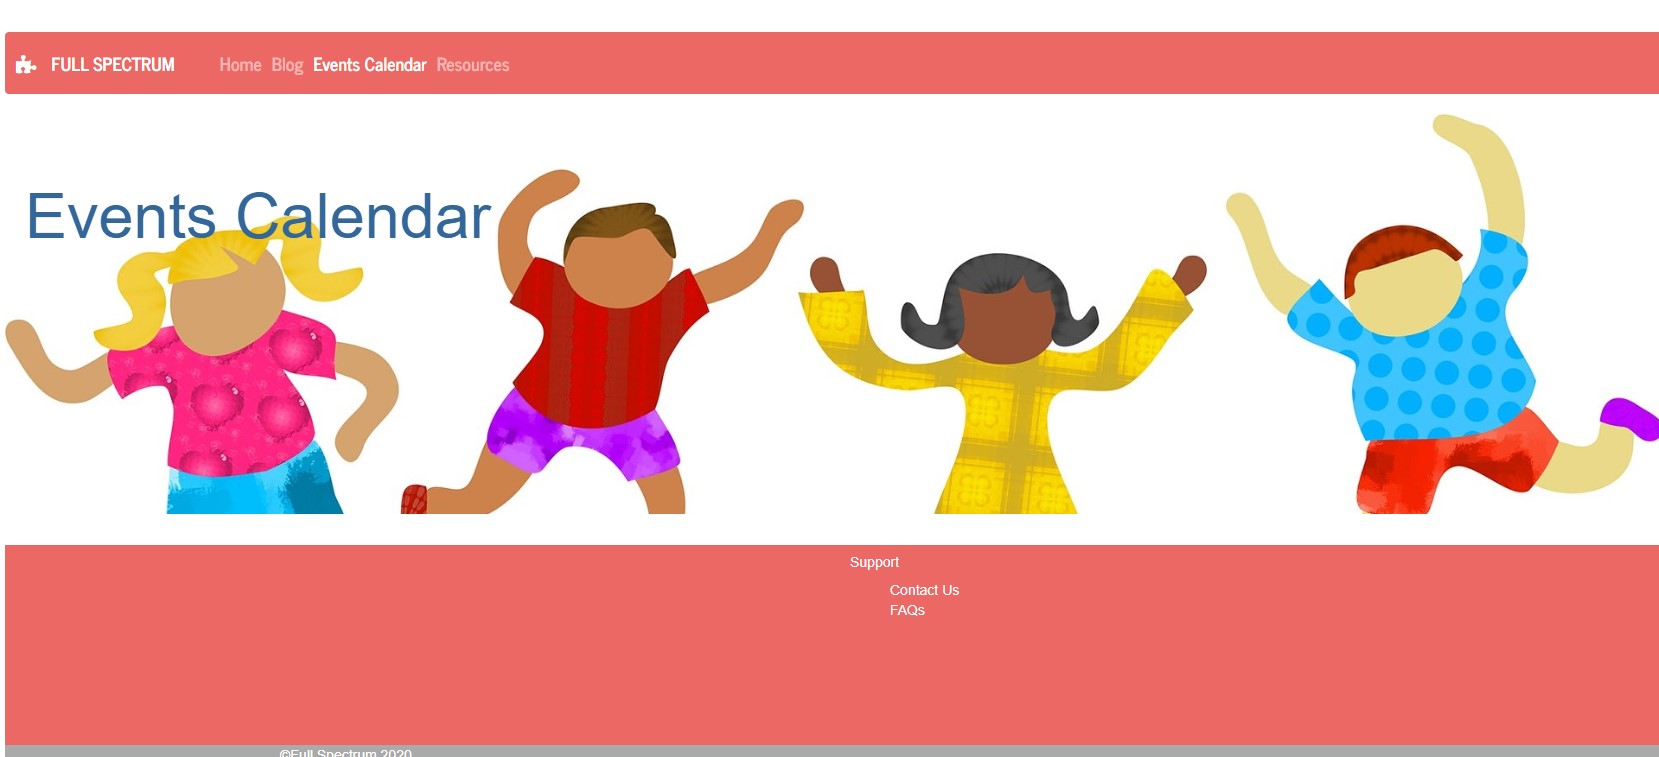 FULL SPECTRUM Home Blog Events Calendar Resources
Events Calendar
Support
Contact Us
FAQs
©Full Spectrum 2020